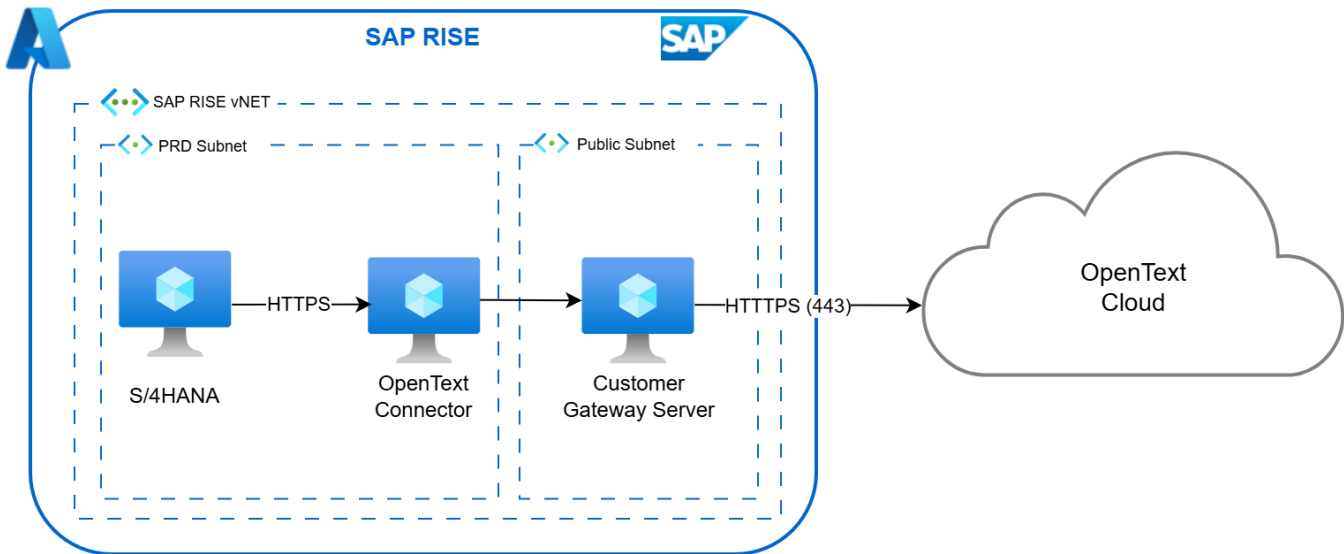 SAP RISE
SAP
SAP RISE vNET
PRD Subnet
Public Subnet
HTTPS
HTTTPS (443)
OpenText
Cloud
S/4HANA
OpenText
Connector
Customer
Gateway Server